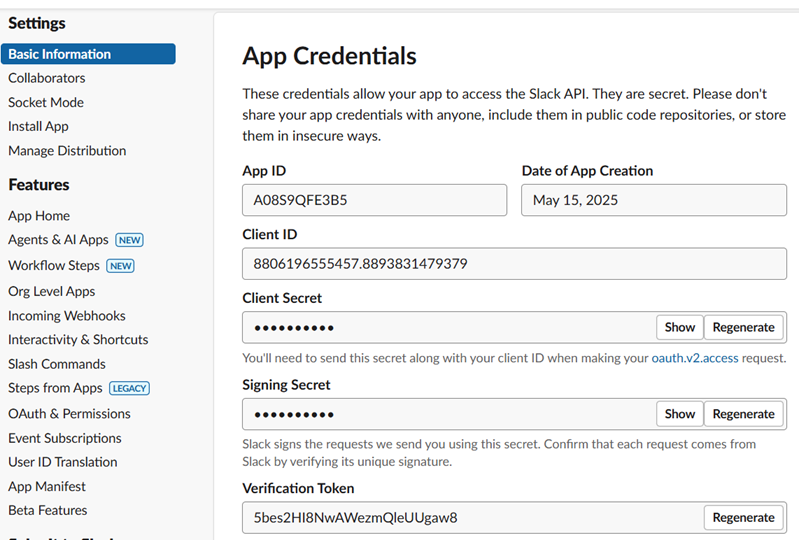 Settings
Basic Information
Collaborators
Socket Mode
Install App
Manage Distribution
Features
App Home
Agents & AI Apps NEW
Workflow Steps NEW
Org Level Apps
Incoming Webhooks
Interactivity & Shortcuts
Slash Commands
Steps from Apps LEGACY
OAuth & Permissions
Event Subscriptions
User ID Translation
App Manifest
Beta Features
App Credentials
These credentials allow your app to access the Slack API. They are secret. Please don't
share your app credentials with anyone, include them in public code repositories, or store
them in insecure ways.
App ID
A08S9QFE3B5
Date of App Creation
May 15, 2025
Client ID
8806196555457.8893831479379
Client Secret
●●●●●●●●●● Show Regenerate
You'll need to send this secret along with your client ID when making your oauth.v2.access request.
Signing Secret
●●●●●●●●●● Show Regenerate
Slack signs the requests we send you using this secret. Confirm that each request comes from
Slack by verifying its unique signature.
Verification Token
5bes2HI8NwAWezmQleUUgaw8 Regenerate